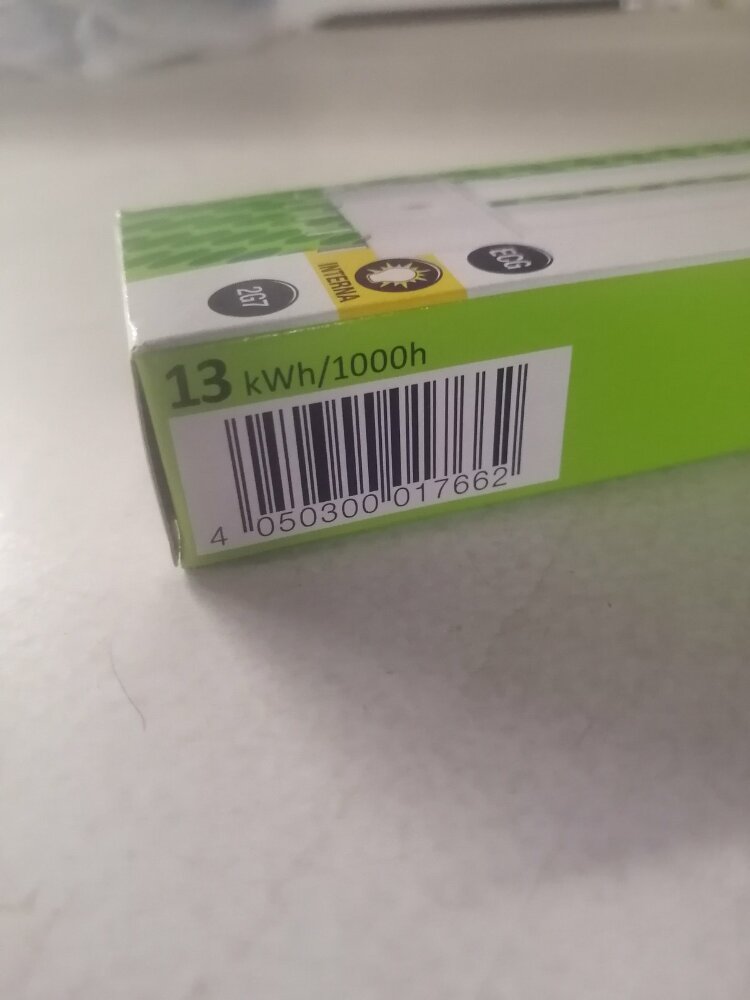 2G7
INTERNA
ECG
13 kWh/1000h
4 050300 017662